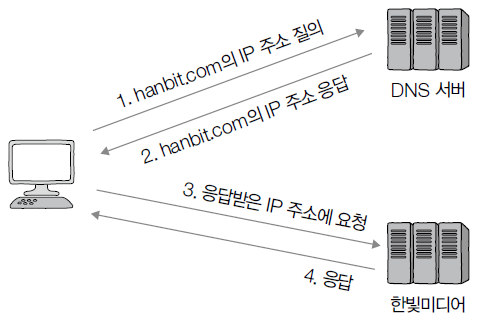 1. hanbit.com의 IP 주소 질의
DNS 서버
2. hanbit.com의 IP 주소 응답
3. 응답받은 IP 주소에 요청
4. 응답
한빛미디어